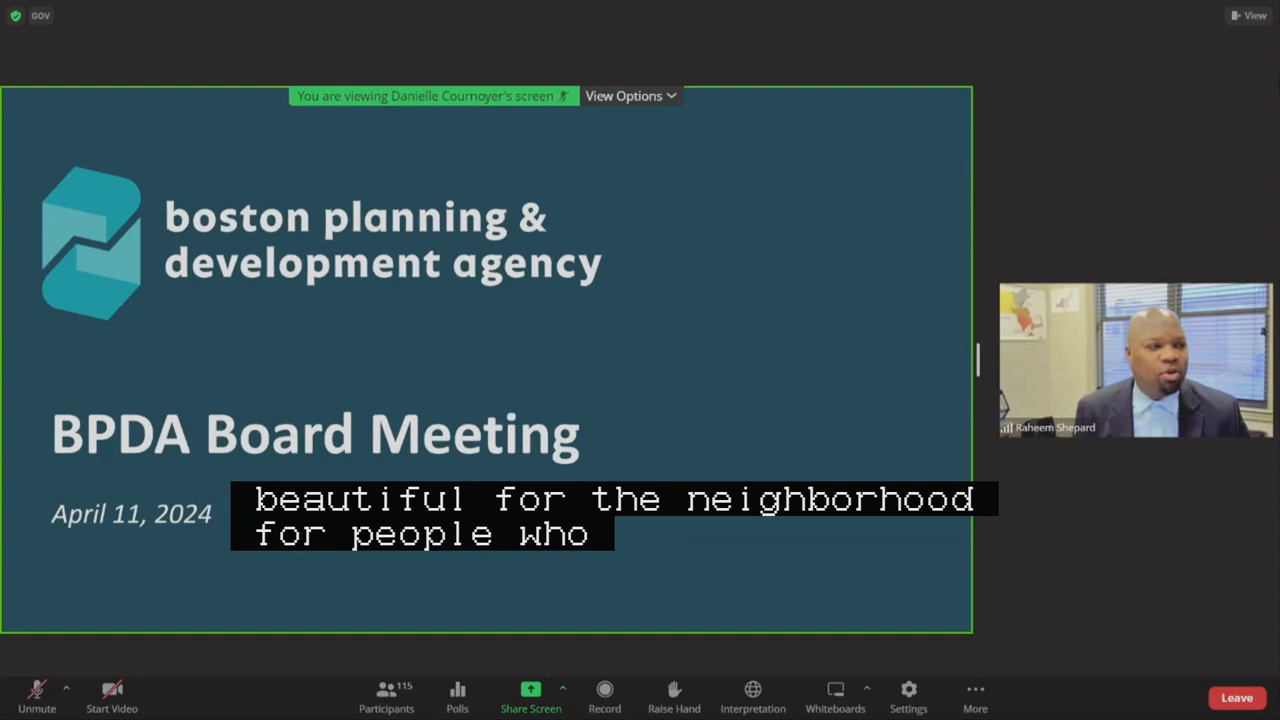 GOV
View
You are viewing Danielle Cournoyer's screen
View Options
boston planning &
development agency
BPDA Board Meeting
April 11, 2024
beautiful for the neighborhood
for people who
Raheem Shepard
Unmute
Start Video
115
Participants
Polls
Share Screen
Record
Raise Hand
Interpretation
Whiteboards
Settings
More
Leave